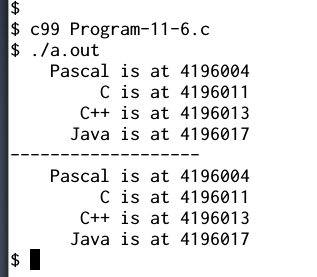 $
$ c99 Program-11-6.c
$ ./a.out
    Pascal is at 4196004
         C is at 4196011
       C++ is at 4196013
      Java is at 4196017
-------------------
    Pascal is at 4196004
         C is at 4196011
       C++ is at 4196013
      Java is at 4196017
$